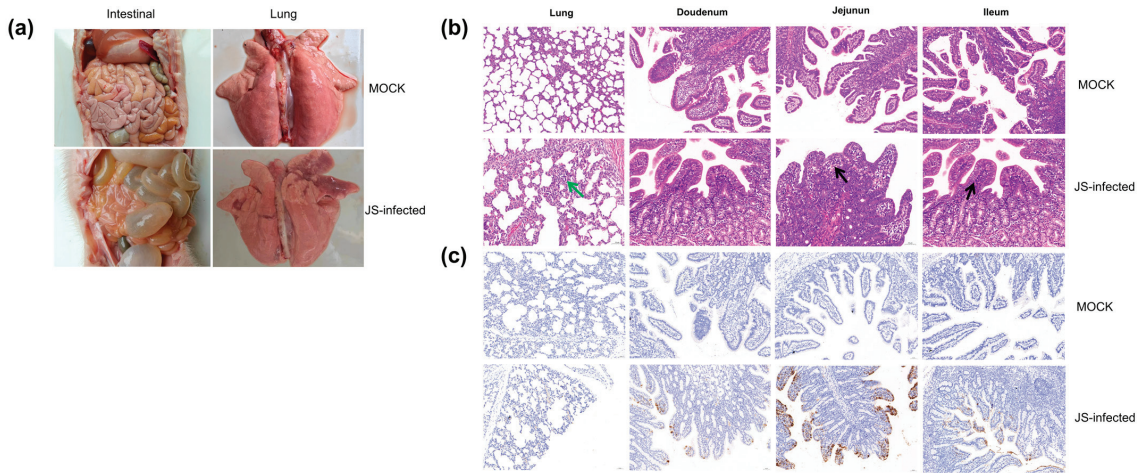 (a)
Intestinal Lung
MOCK
JS-infected
(b)
Lung Doudenum Jejunun Ileum
MOCK
JS-infected
(c)
MOCK
JS-infected